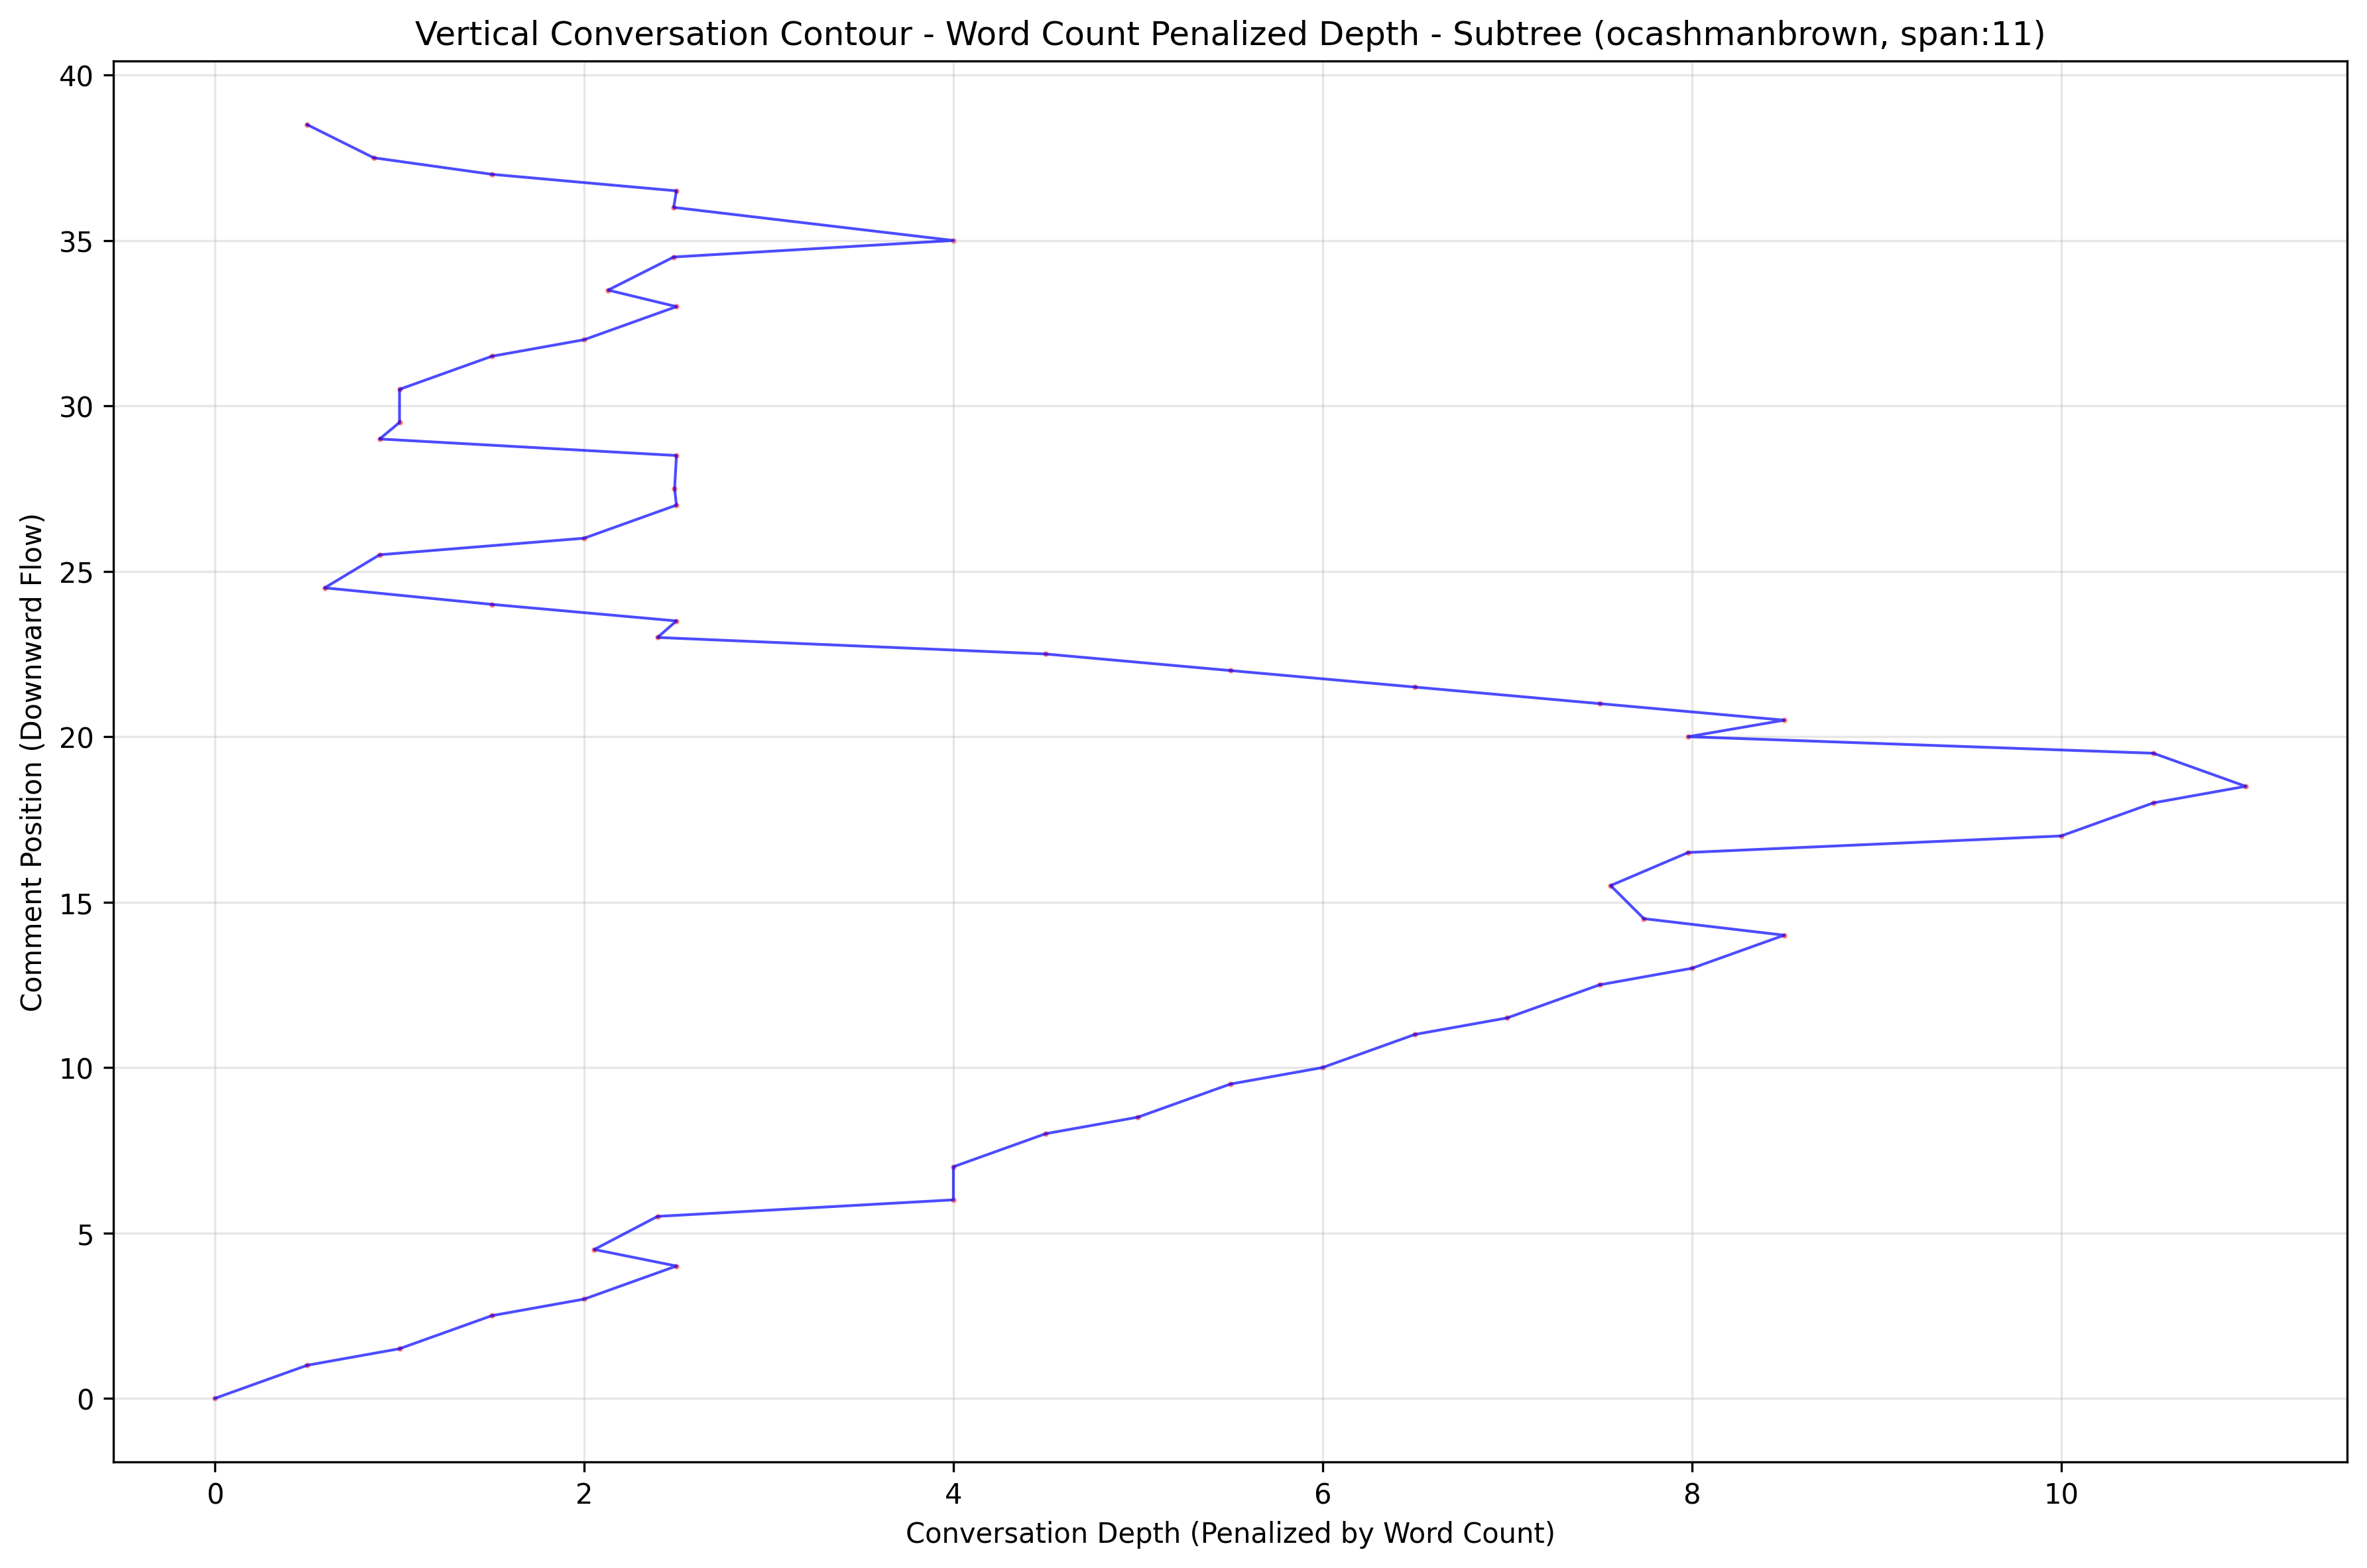 Vertical Conversation Contour - Word Count Penalized Depth - Subtree (ocashmanbrown, span:11)
Comment Position (Downward Flow)
40
35
30
25
20
15
10
5
0
0 2 4 6 8 10
Conversation Depth (Penalized by Word Count)